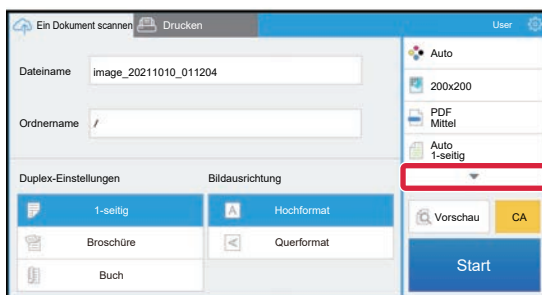 Ein Dokument scannen
Drucken
User
Dateiname
image_20211010_011204
Ordnername
/
Duplex-Einstellungen
1-seitig
Broschüre
Buch
Bildausrichtung
A
Hochformat
Querformat
Auto
200x200
PDF
Mittel
Auto
1-seitig
Vorschau
CA
Start